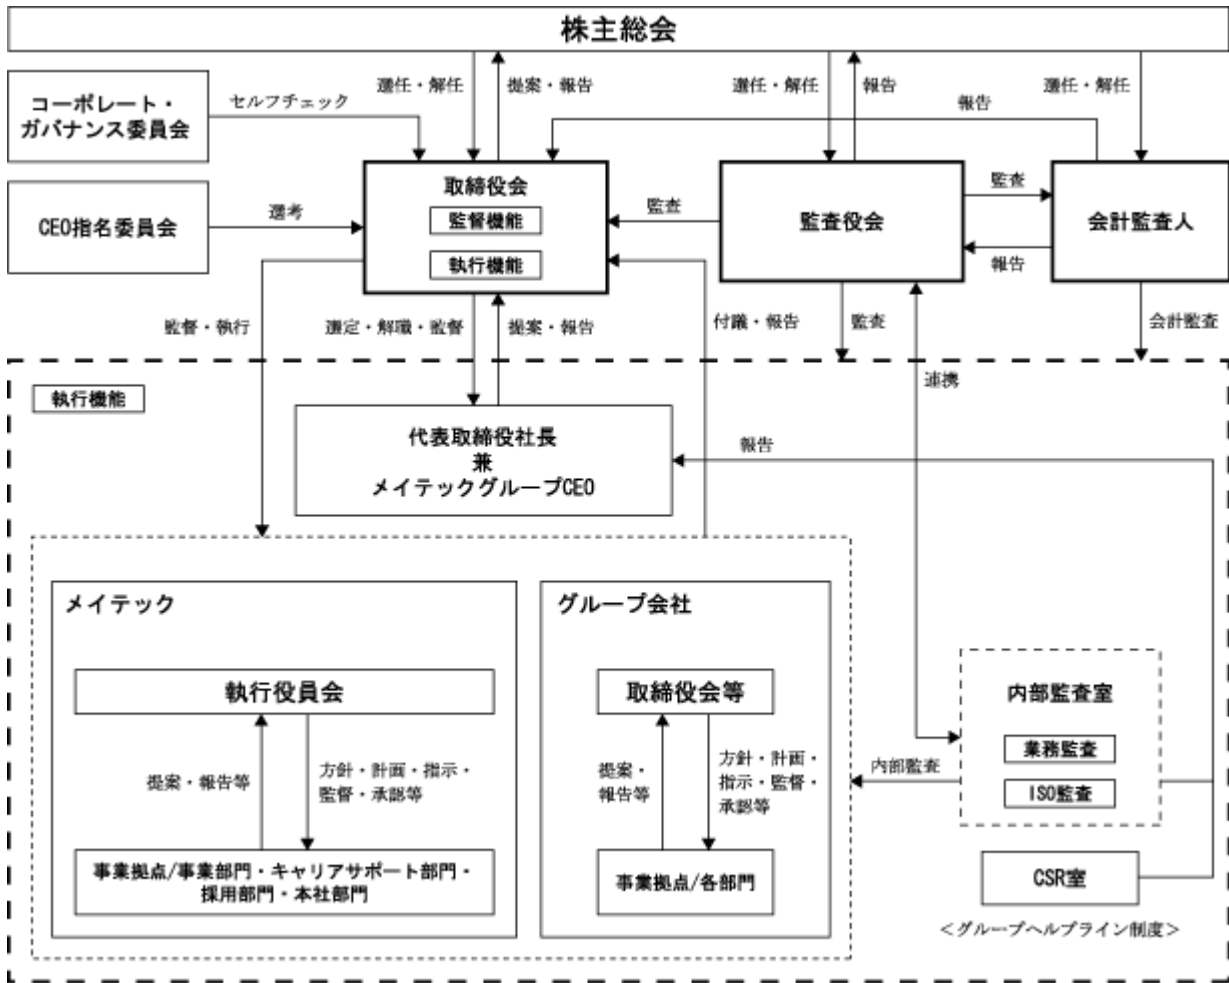 株主総会
選任・解任
提案・報告
選任・解任
報告
選任・解任
コーポレート・
ガバナンス委員会
セルフチェック
報告
CEO指名委員会
選考
取締役会
監督機能
執行機能
監査
監査役会
監査
報告
会計監査人
監督・執行
選定・解職・監督
提案・報告
付議・報告
監査
会計監査
連携
執行機能
代表取締役社長
兼
メイテックグループCEO
報告
メイテック
執行役員会
提案・報告等
方針・計画・指示・
監督・承認等
事業拠点/事業部門・キャリアサポート部門・
採用部門・本社部門
グループ会社
取締役会等
提案・
報告等
方針・計画・
指示・監督・
承認等
事業拠点/各部門
内部監査
内部監査室
業務監査
ISO監査
CSR室
＜グループヘルプライン制度＞